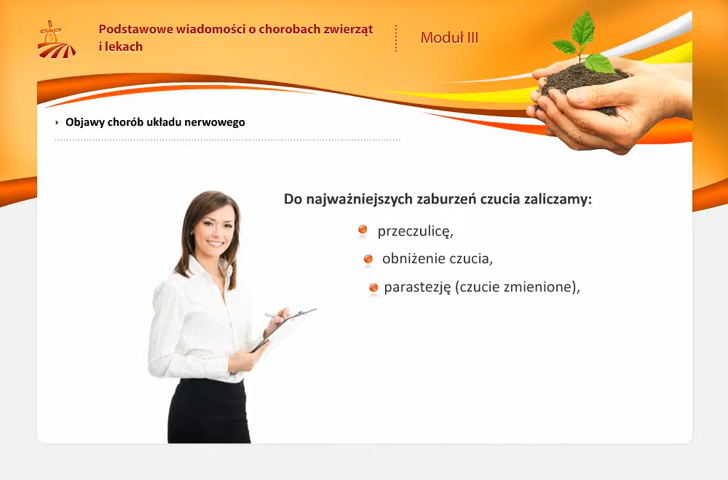 Podstawowe wiadomości o chorobach zwierząt
i lekach
Moduł III
Objawy chorób układu nerwowego
Do najważniejszych zaburzeń czucia zaliczamy:
przeczulicę,
obniżenie czucia,
parastezję (czucie zmienione),